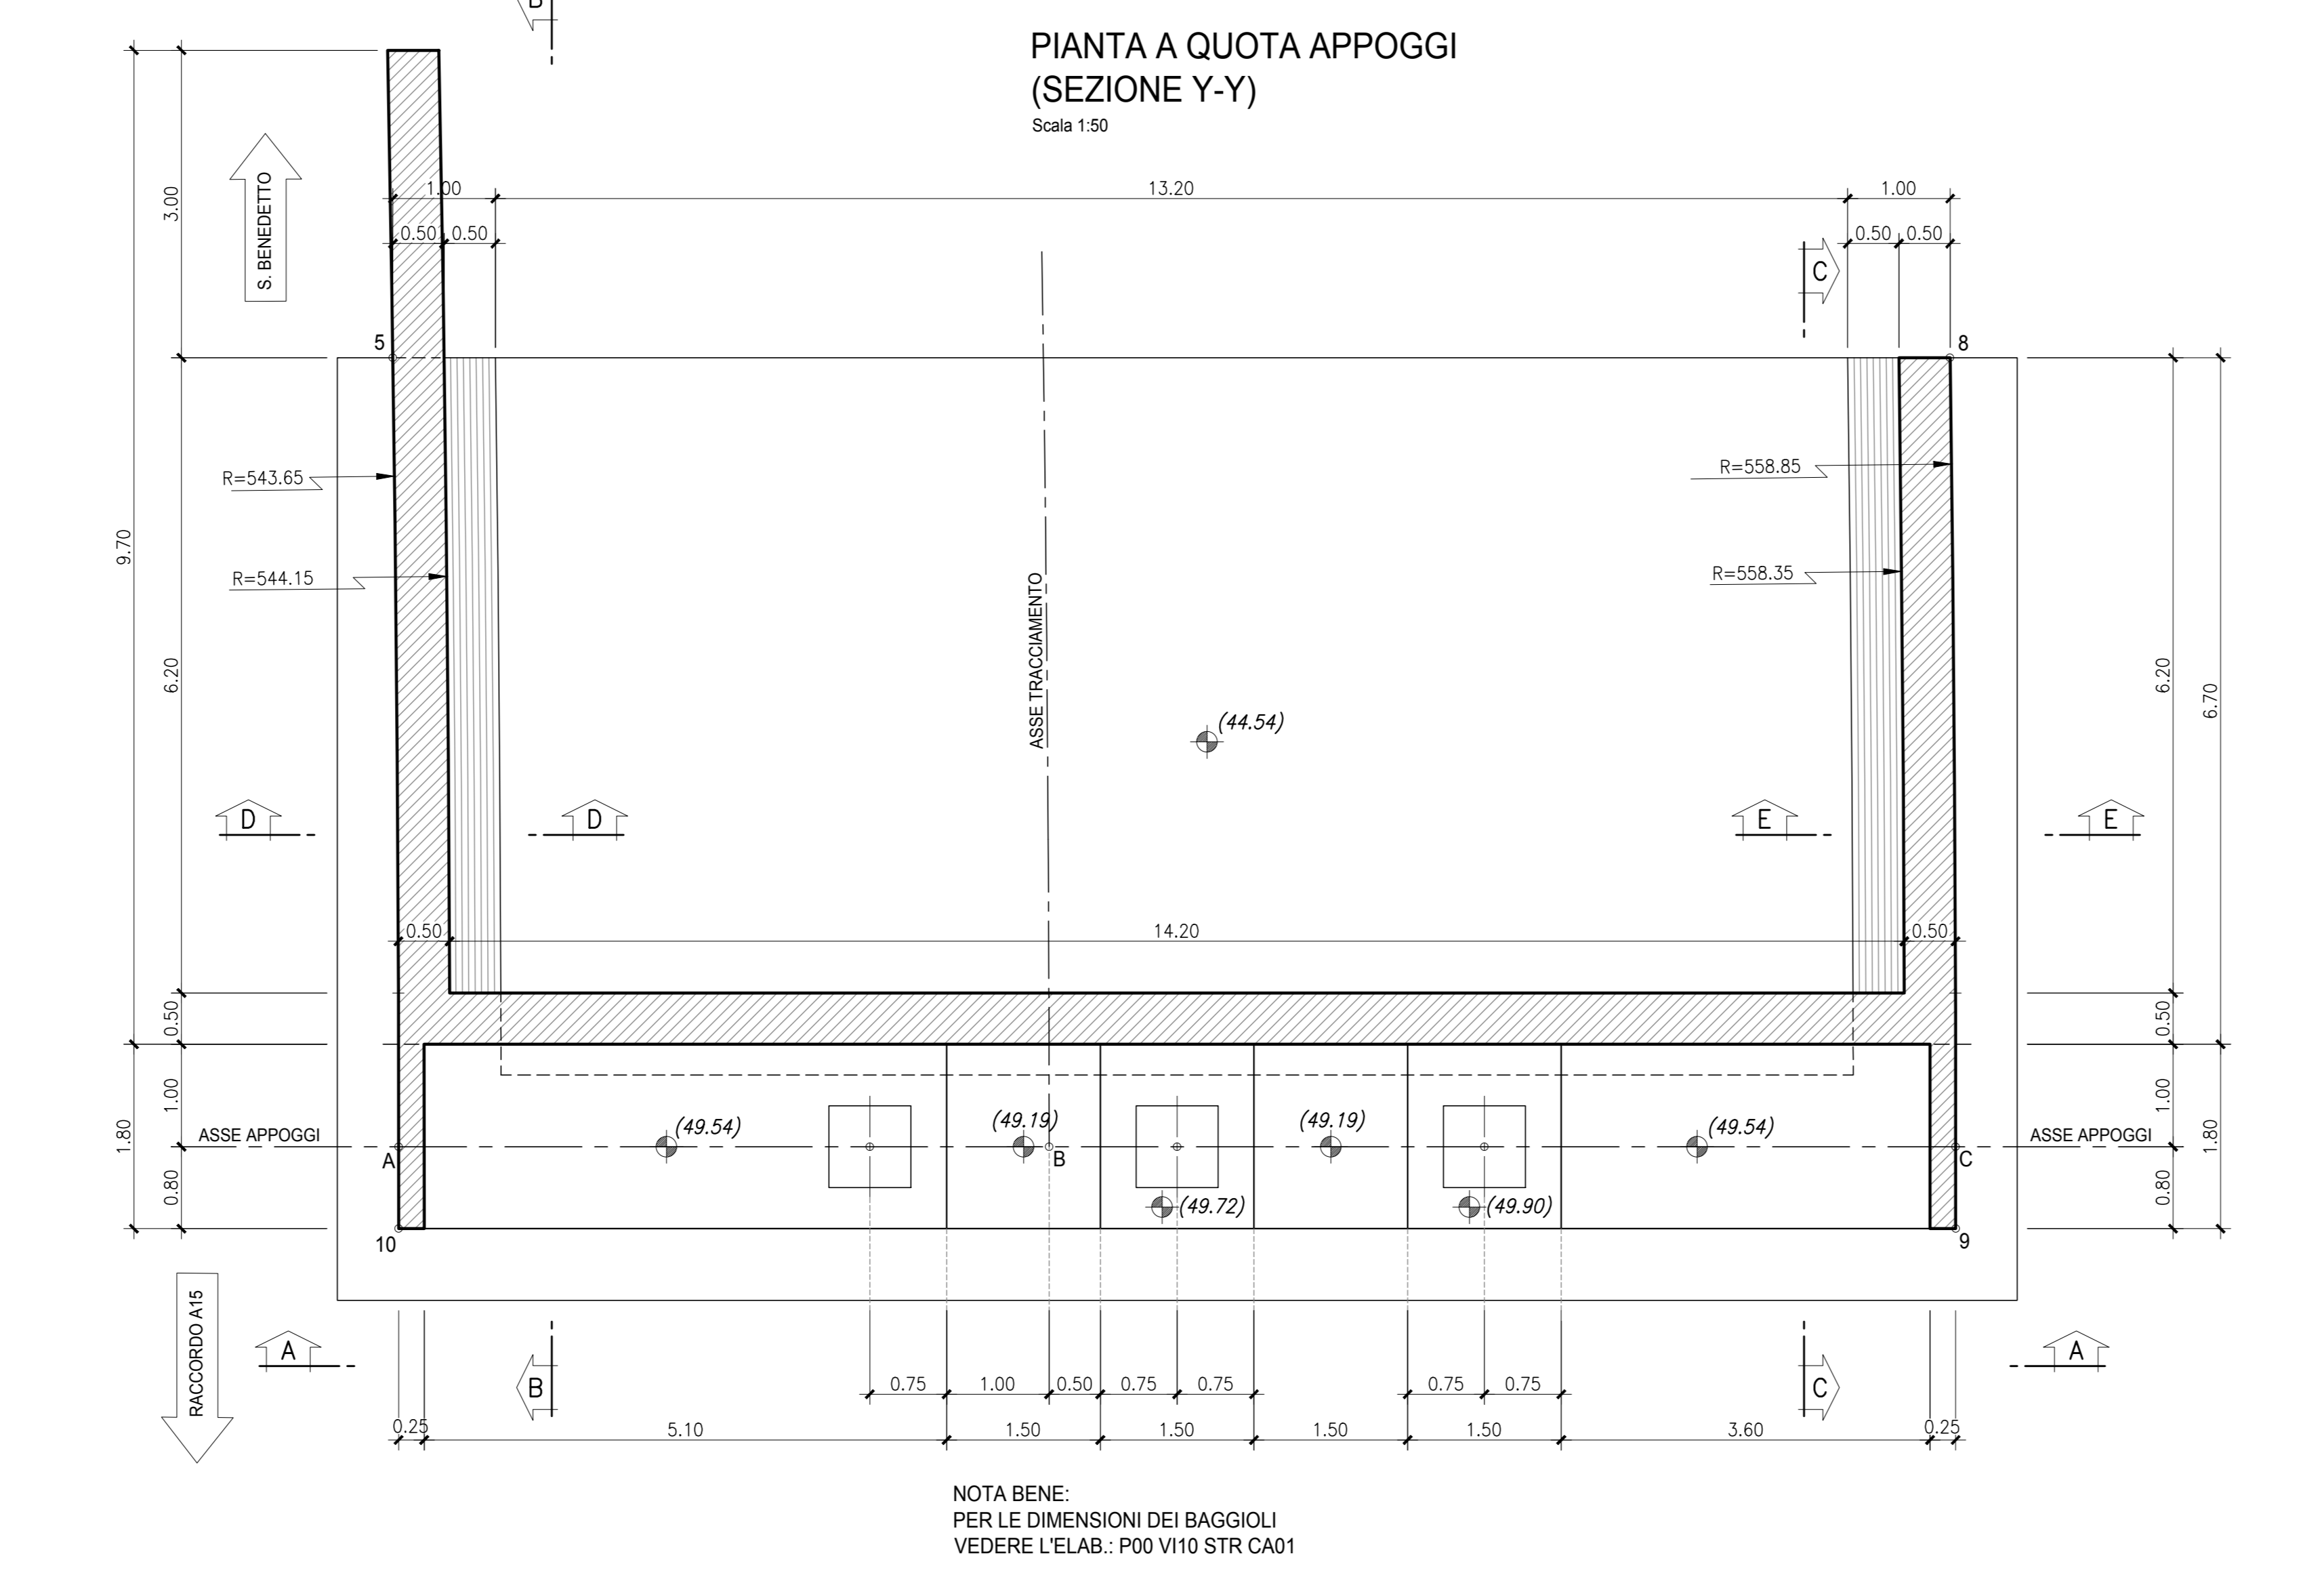 B
PIANTA A QUOTA APPOGGI
(SEZIONE Y-Y)
Scala 1:50
S. BENEDETTO
3.00
1.00
13.20
1.00
0.50
0.50
0.50
0.50
C
5
8
R=543.65
R=558.85
9.70
R=544.15
R=558.35
ASSE TRACCIAMENTO
6.20
6.20
6.70
(44.54)
D
D
E
E
0.50
14.20
0.50
0.50
0.50
1.80
1.00
1.00
1.80
ASSE APPOGGI
(49.54)
(49.19)
(49.19)
(49.54)
ASSE APPOGGI
A
B
C
0.80
(49.72)
(49.90)
0.80
10
9
RACCORDO A15
A
B
0.75
1.00
0.50
0.75
0.75
0.75
0.75
C
A
0.25
5.10
1.50
1.50
1.50
1.50
3.60
0.25
NOTA BENE:
PER LE DIMENSIONI DEI BAGGIOLI
VEDERE L'ELAB.: P00 VI10 STR CA01